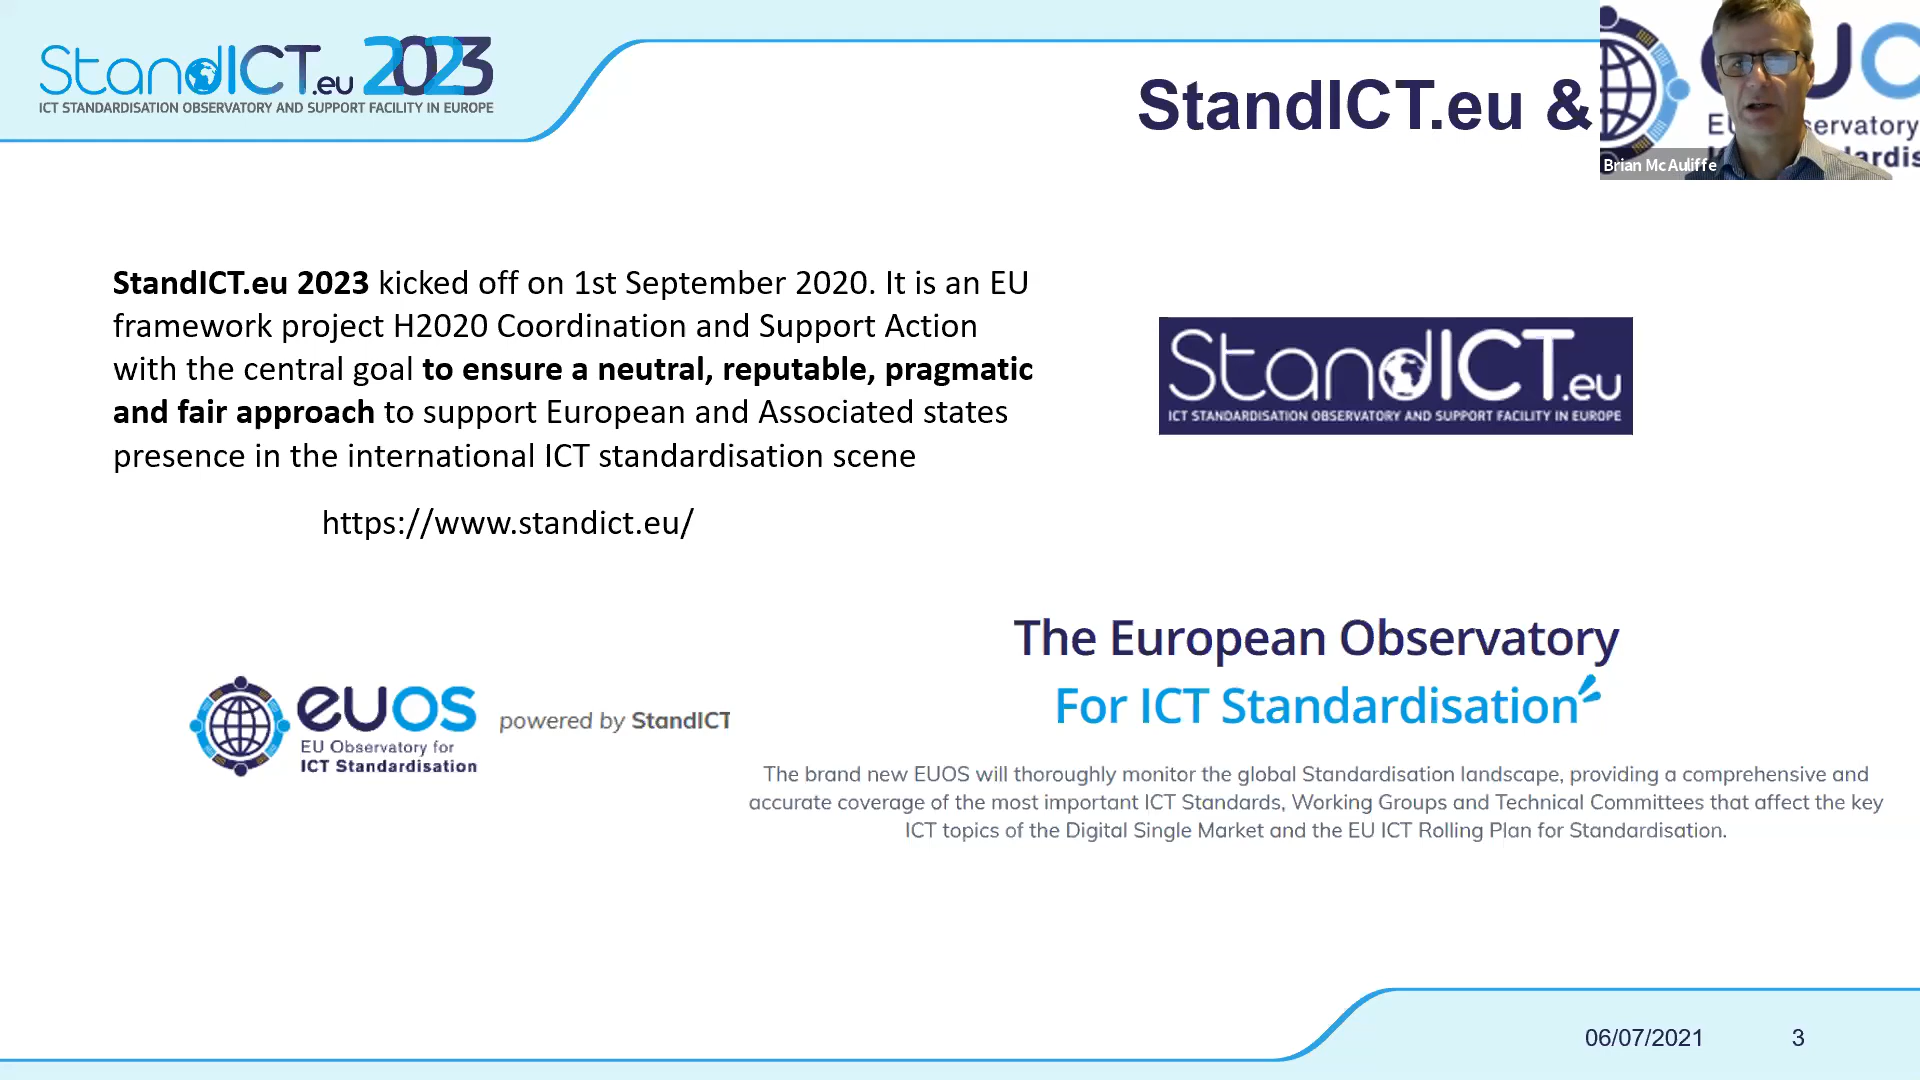 StandICT.eu 2023
ICT STANDARDISATION OBSERVATORY AND SUPPORT FACILITY IN EUROPE
StandICT.eu &
Brian McAuliffe
StandICT.eu 2023 kicked off on 1st September 2020. It is an EU
framework project H2020 Coordination and Support Action
with the central goal to ensure a neutral, reputable, pragmatic
and fair approach to support European and Associated states
presence in the international ICT standardisation scene
https://www.standict.eu/
StandICT.eu
ICT STANDARDISATION OBSERVATORY AND SUPPORT FACILITY IN EUROPE
The European Observatory
For ICT Standardisation
euos
EU Observatory for
ICT Standardisation
powered by StandICT
The brand new EUOS will thoroughly monitor the global Standardisation landscape, providing a comprehensive and
accurate coverage of the most important ICT Standards, Working Groups and Technical Committees that affect the key
ICT topics of the Digital Single Market and the EU ICT Rolling Plan for Standardisation.
06/07/2021
3